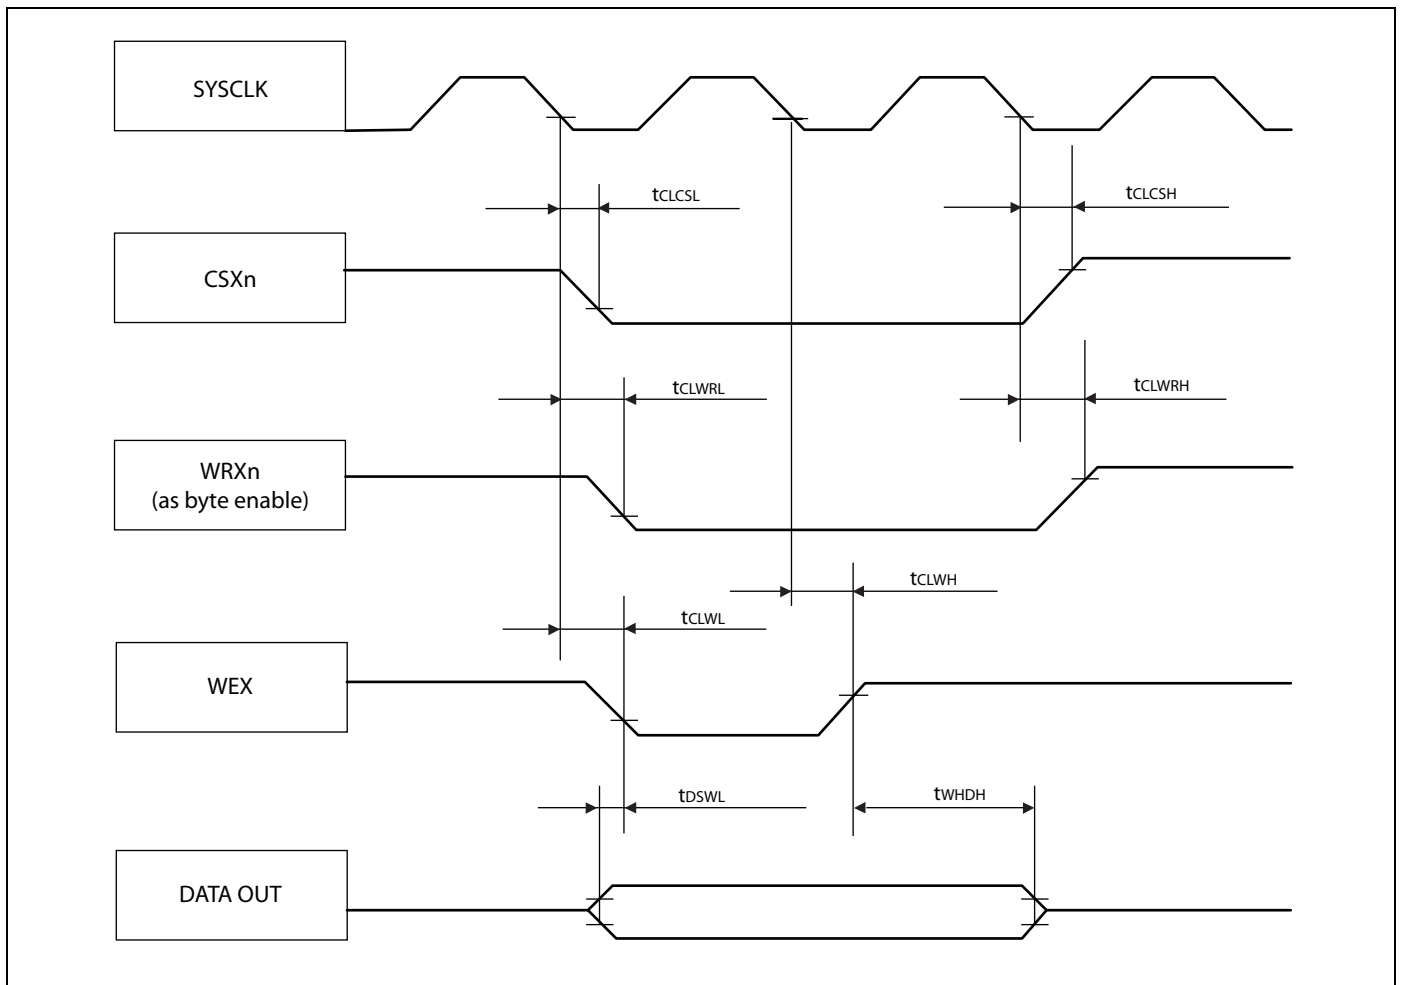 SYSCLK
tCLCSL
tCLCSH
CSXn
tCLWRL
tCLWRH
WRXn
(as byte enable)
tCLWH
tCLWL
WEX
tDSWL
tWHDH
DATA OUT